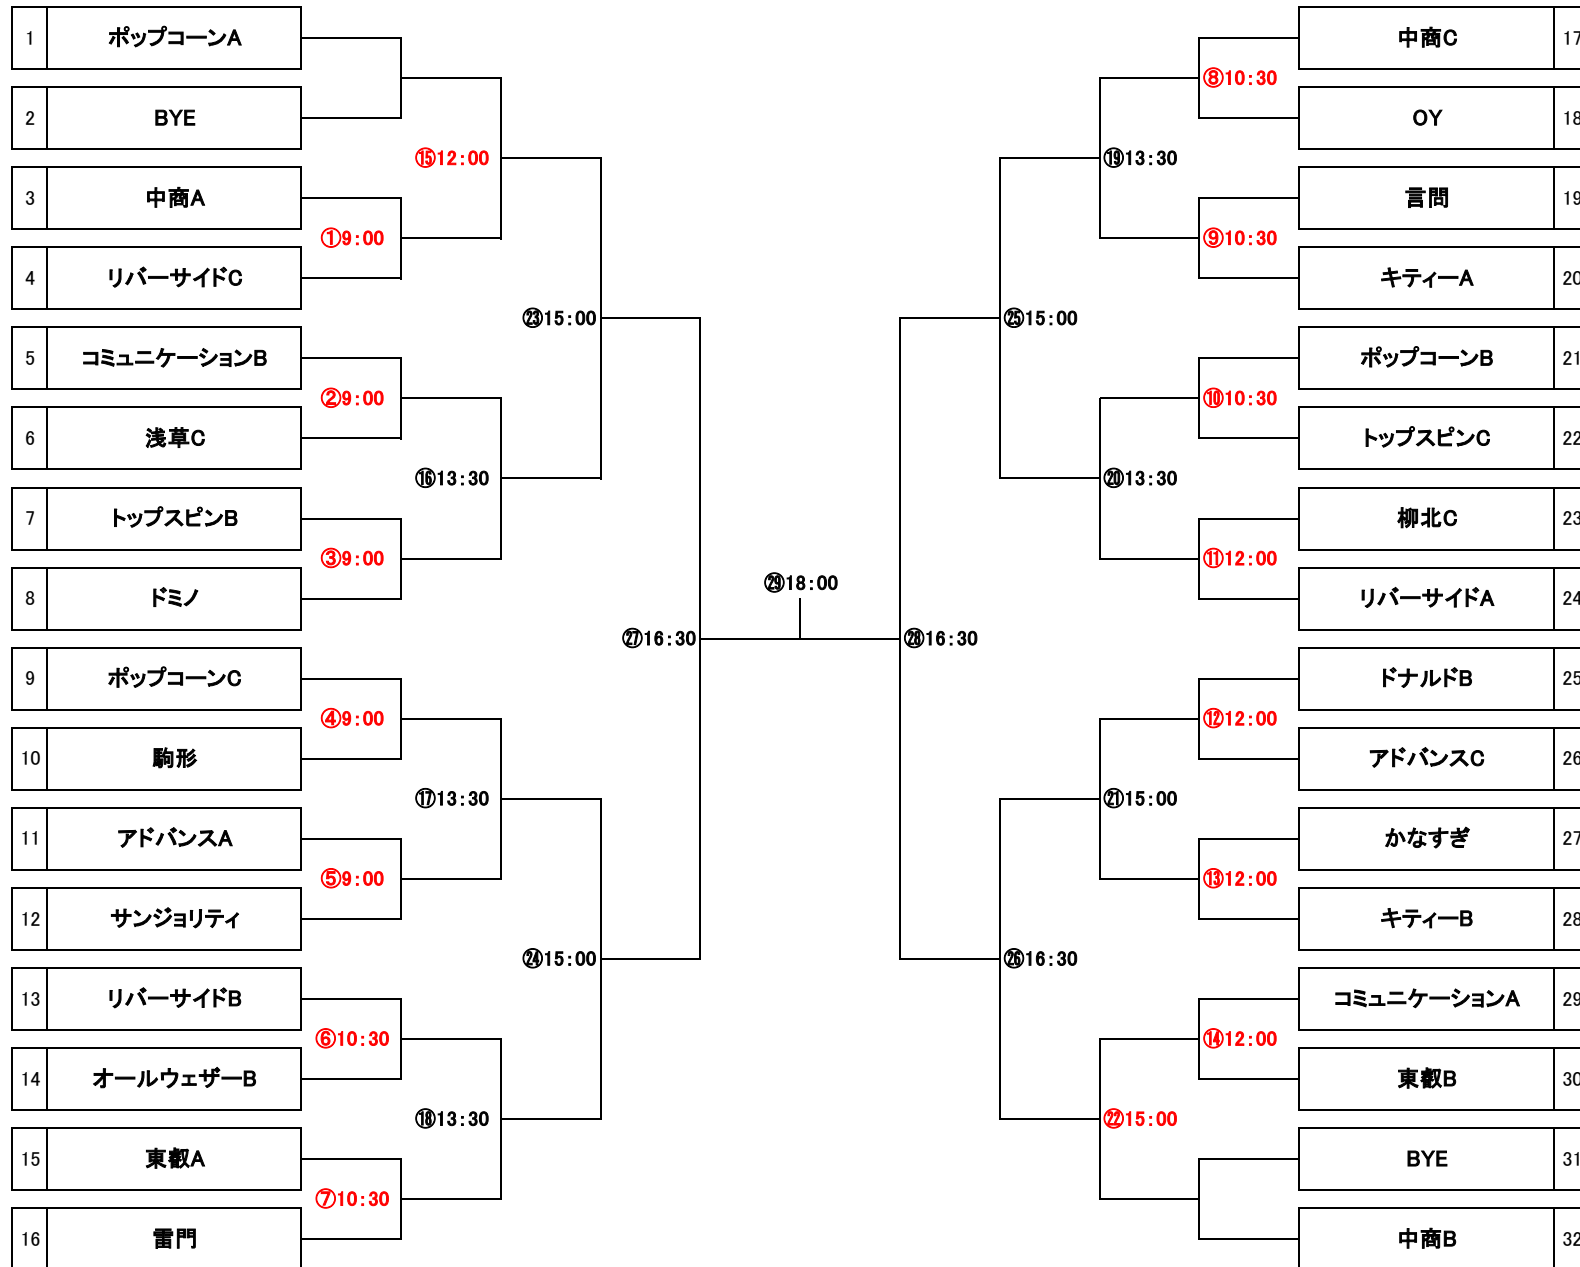 1 ポップコーンA
2 BYE
⑮12:00
3 中商A
①9:00
4 リバーサイドC
㉓15:00
5 コミュニケーションB
②9:00
6 浅草C
⑯13:30
7 トップスピンB
③9:00
8 ドミノ
㉗16:30
9 ポップコーンC
④9:00
10 駒形
⑰13:30
11 アドバンスA
⑤9:00
12 サンジョリティ
㉔15:00
13 リバーサイドB
⑥10:30
14 オールウェザーB
⑱13:30
15 東叡A
⑦10:30
16 雷門
㉙18:00
中商C 17
⑧10:30
OY 18
⑲13:30
言問 19
⑨10:30
キティーA 20
㉕15:00
ポップコーンB 21
⑩10:30
トップスピンC 22
⑳13:30
柳北C 23
⑪12:00
リバーサイドA 24
㉘16:30
ドナルドB 25
⑫12:00
アドバンスC 26
㉑15:00
かなすぎ 27
⑬12:00
キティーB 28
㉖16:30
コミュニケーションA 29
⑭12:00
東叡B 30
㉒15:00
BYE 31
中商B 32